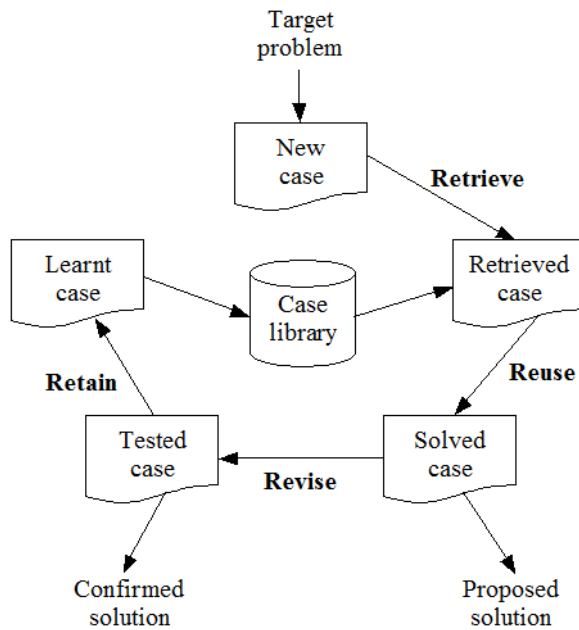 Target
problem
New
case
Retrieve
Learnt
case
Case
library
Retrieved
case
Retain
Reuse
Tested
case
Revise
Solved
case
Confirmed
solution
Proposed
solution